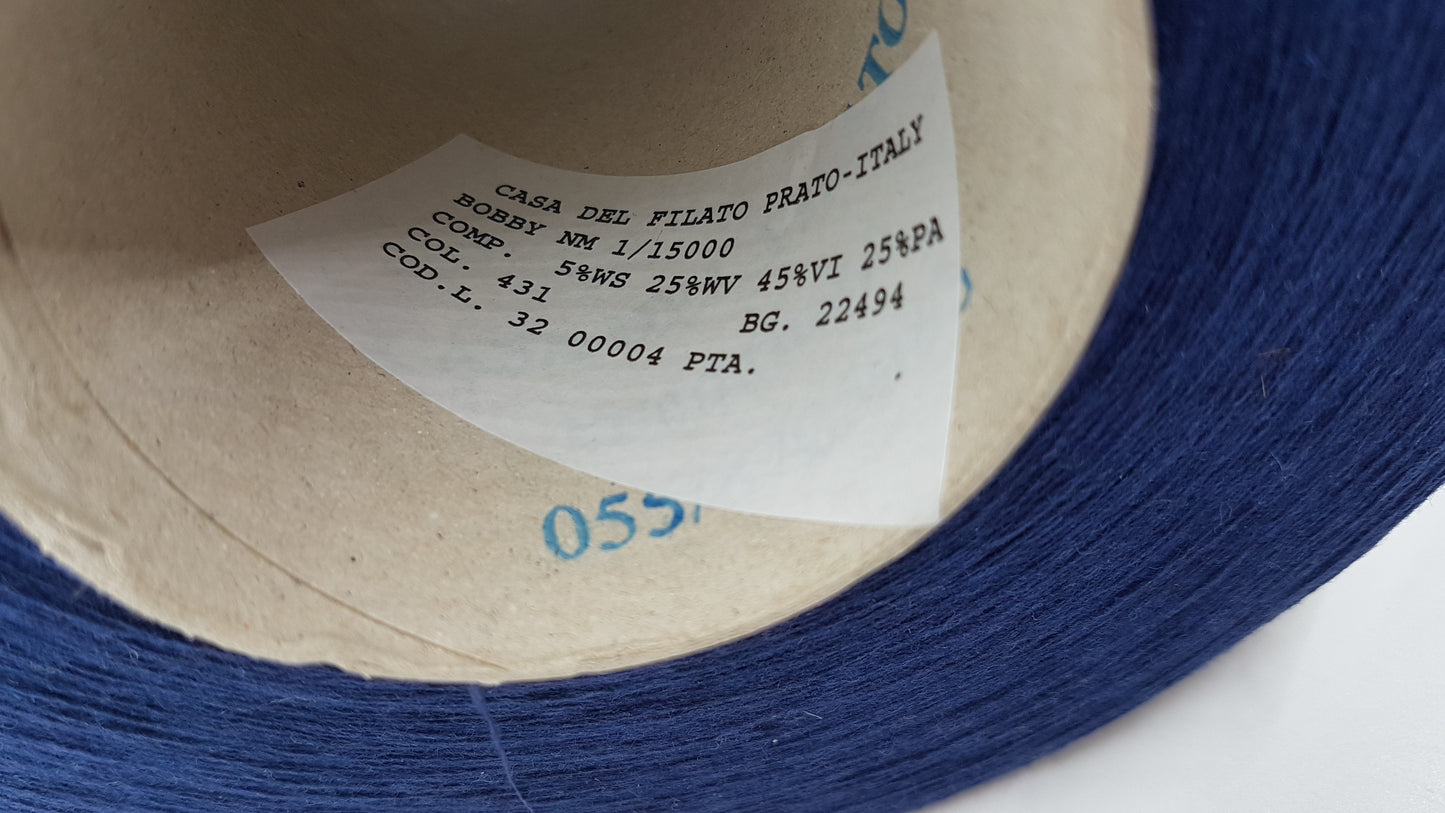 CASA DEL FILATO PRATO-ITALY
BOBBY NM 1/15000
COMP. 5%WS 25%WV 45%VI 25%PA
COL. 431 BG. 22494
COD.L. 32 00004 PTA.
055